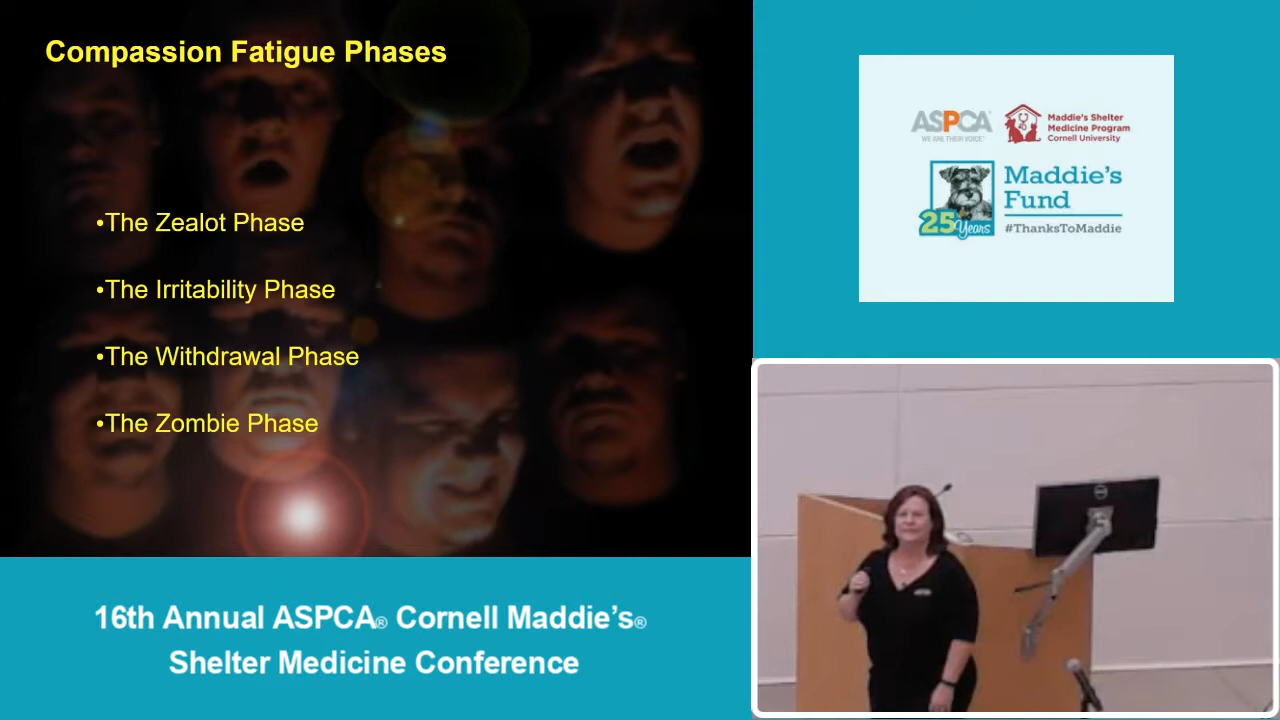 Compassion Fatigue Phases
•The Zealot Phase
•The Irritability Phase
•The Withdrawal Phase
•The Zombie Phase
16th Annual ASPCA® Cornell Maddie's®
Shelter Medicine Conference
ASPCA®
WE ARE THEIR VOICE®
Maddie's Shelter
Medicine Program
Cornell University
Maddie's
Fund
25 Years
#ThanksToMaddie